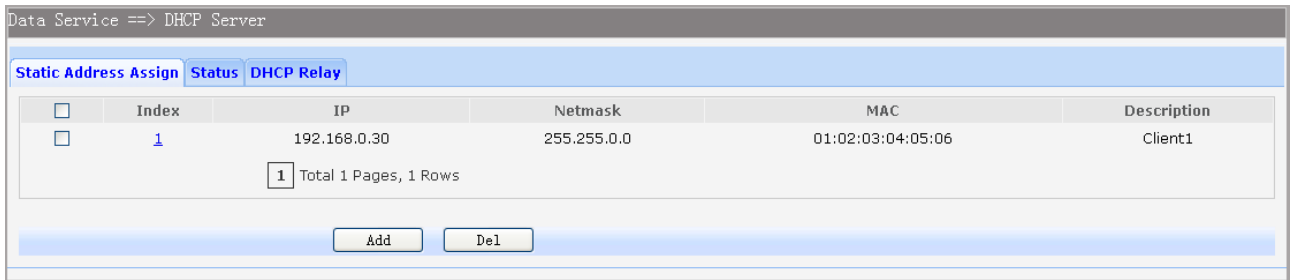 Data Service ==> DHCP Server
Static Address Assign Status DHCP Relay
Index IP Netmask MAC Description
1 192.168.0.30 255.255.0.0 01:02:03:04:05:06 Client1
1 Total 1 Pages, 1 Rows
Add Del